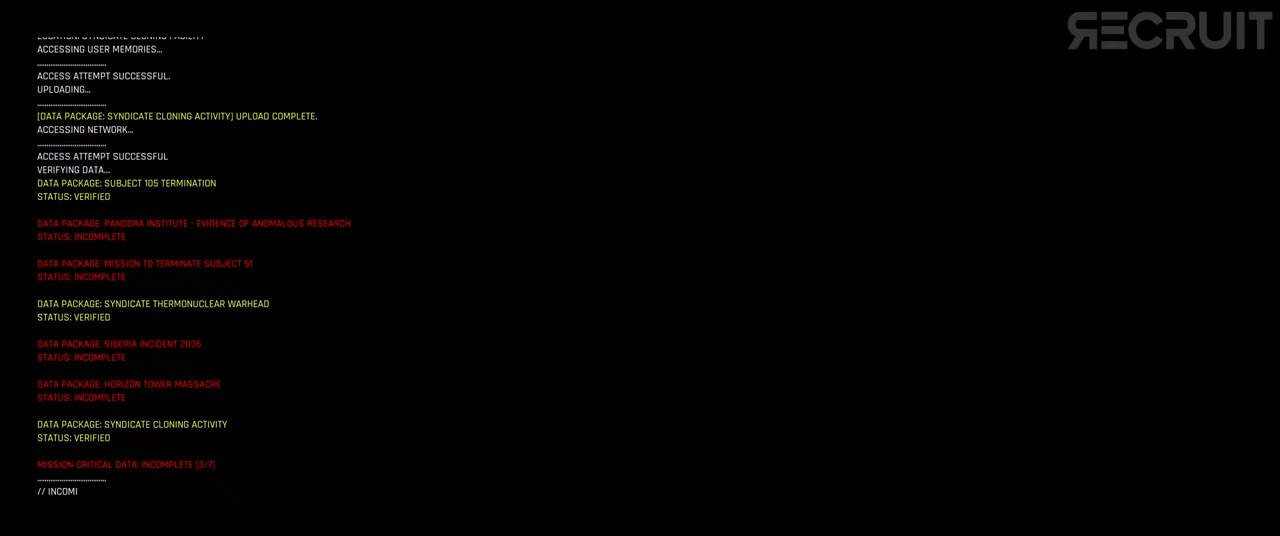 RECRUIT
LOCATION: SYNDICATE CLONING FACILITY
ACCESSING USER MEMORIES...
ACCESS ATTEMPT SUCCESSFUL.
UPLOADING...
[DATA PACKAGE: SYNDICATE CLONING ACTIVITY] UPLOAD COMPLETE.
ACCESSING NETWORK...
ACCESS ATTEMPT SUCCESSFUL
VERIFYING DATA...
DATA PACKAGE: SUBJECT 105 TERMINATION
STATUS: VERIFIED
DATA PACKAGE: PANDORA INSTITUTE - EVIDENCE OF ANOMALOUS RESEARCH
STATUS: INCOMPLETE
DATA PACKAGE: MISSION TO TERMINATE SUBJECT 91
STATUS: INCOMPLETE
DATA PACKAGE: SYNDICATE THERMONUCLEAR WARHEAD
STATUS: VERIFIED
DATA PACKAGE: SIBERIA INCIDENT 2035
STATUS: INCOMPLETE
DATA PACKAGE: HORIZON TOWER MASSACRE
STATUS: INCOMPLETE
DATA PACKAGE: SYNDICATE CLONING ACTIVITY
STATUS: VERIFIED
MISSION CRITICAL DATA: INCOMPLETE [3/7]
// INCOMI